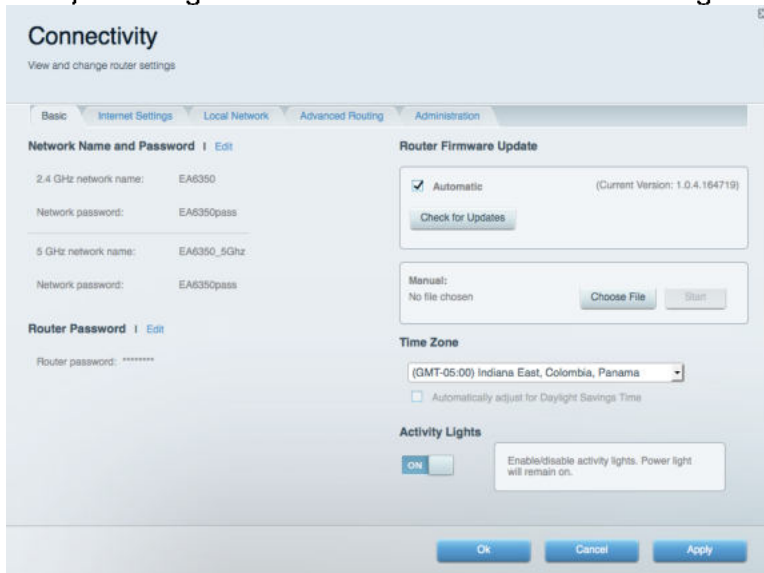 Connectivity
View and change router settings
Basic
Internet Settings
Local Network
Advanced Routing
Administration
Network Name and Password | Edit
2.4 GHz network name: EA6350
Network password: EA6350pass
5 GHz network name: EA6350_5Ghz
Network password: EA6350pass
Router Password | Edit
Router password: ********
Router Firmware Update
Automatic (Current Version: 1.0.4.164719)
Check for Updates
Manual:
No file chosen
Choose File
Start
Time Zone
(GMT-05:00) Indiana East, Colombia, Panama
Automatically adjust for Daylight Savings Time
Activity Lights
ON
Enable/disable activity lights. Power light
will remain on.
Ok
Cancel
Apply